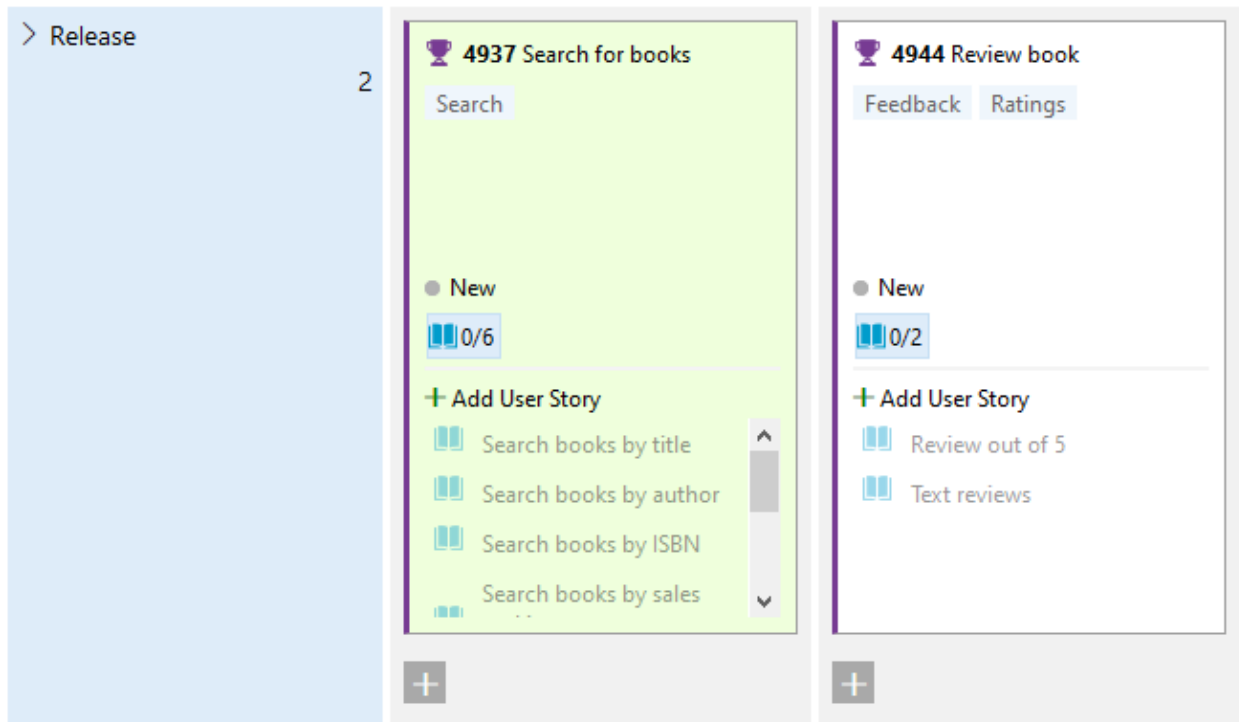 Release
2
4937 Search for books
Search
New
0/6
Add User Story
Search books by title
Search books by author
Search books by ISBN
Search books by sales
4944 Review book
Feedback Ratings
New
0/2
Add User Story
Review out of 5
Text reviews